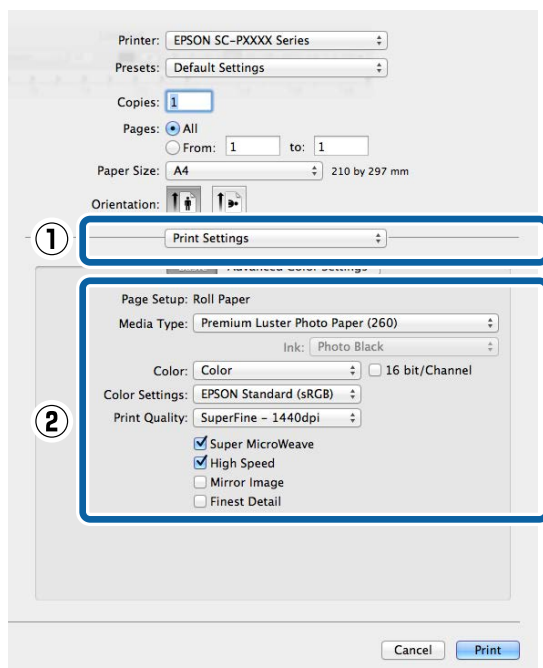 Printer: EPSON SC-PXXXX Series
Presets: Default Settings
Copies: 1
Pages: All
From: 1 to: 1
Paper Size: A4 210 by 297 mm
Orientation:
① Print Settings
Advanced Color Settings
Page Setup: Roll Paper
Media Type: Premium Luster Photo Paper (260)
Ink: Photo Black
Color: Color 16 bit/Channel
Color Settings: EPSON Standard (sRGB)
② Print Quality: SuperFine – 1440dpi
Super MicroWeave
High Speed
Mirror Image
Finest Detail
Cancel Print